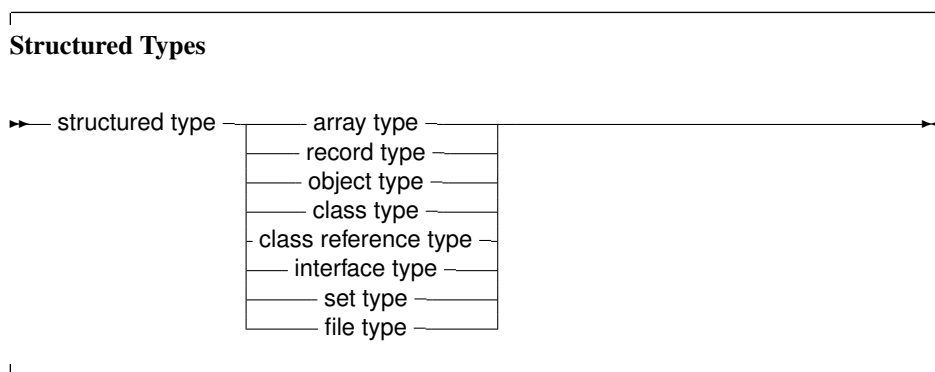 Structured Types
structured type
array type
record type
object type
class type
class reference type
interface type
set type
file type